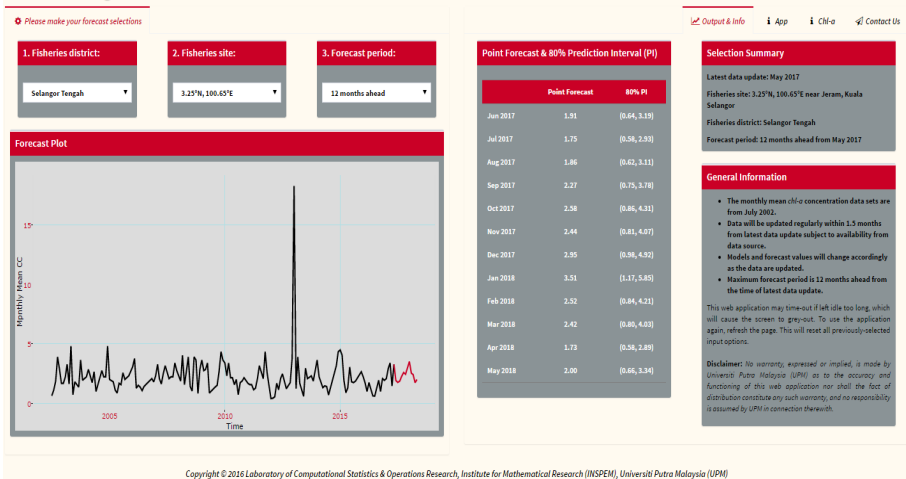 Please make your forecast selections
Output & Info
App
Chl-a
Contact Us
1. Fisheries district:
Selangor Tengah
2. Fisheries site:
3.25°N, 100.65°E
3. Forecast period:
12 months ahead
Forecast Plot
Mpnthly Mean CC
15
10
5
0
2005
2010
2015
Time
Point Forecast & 80% Prediction Interval (PI)
Point Forecast 80% PI
Jun 2017 1.91 (0.64, 3.19)
Jul 2017 1.75 (0.58, 2.93)
Aug 2017 1.86 (0.62, 3.11)
Sep 2017 2.27 (0.75, 3.78)
Oct 2017 2.58 (0.86, 4.31)
Nov 2017 2.44 (0.81, 4.07)
Dec 2017 2.95 (0.98, 4.92)
Jan 2018 3.51 (1.17, 5.85)
Feb 2018 2.52 (0.84, 4.21)
Mar 2018 2.42 (0.80, 4.03)
Apr 2018 1.73 (0.58, 2.89)
May 2018 2.00 (0.66, 3.34)
Selection Summary
Latest data update: May 2017
Fisheries site: 3.25°N, 100.65°E near Jeram, Kuala
Selangor
Fisheries district: Selangor Tengah
Forecast period: 12 months ahead from May 2017
General Information
• The monthly mean chl-a concentration data sets are
from July 2002.
• Data will be updated regularly within 1.5 months
from latest data update subject to availability from
data source.
• Models and forecast values will change accordingly
as the data are updated.
• Maximum forecast period is 12 months ahead from
the time of latest data update.
This web application may time-out if left idle too long, which
will cause the screen to grey-out. To use the application
again, refresh the page. This will reset all previously-selected
input options.
Disclaimer: No warranty, expressed or implied, is made by
Universiti Putra Malaysia (UPM) as to the accuracy and
functioning of this web application nor shall the fact of
distribution constitute any such warranty, and no responsibility
is assumed by UPM in connection therewith.
Copyright © 2016 Laboratory of Computational Statistics & Operations Research, Institute for Mathematical Research (INSPEM), Universiti Putra Malaysia (UPM)